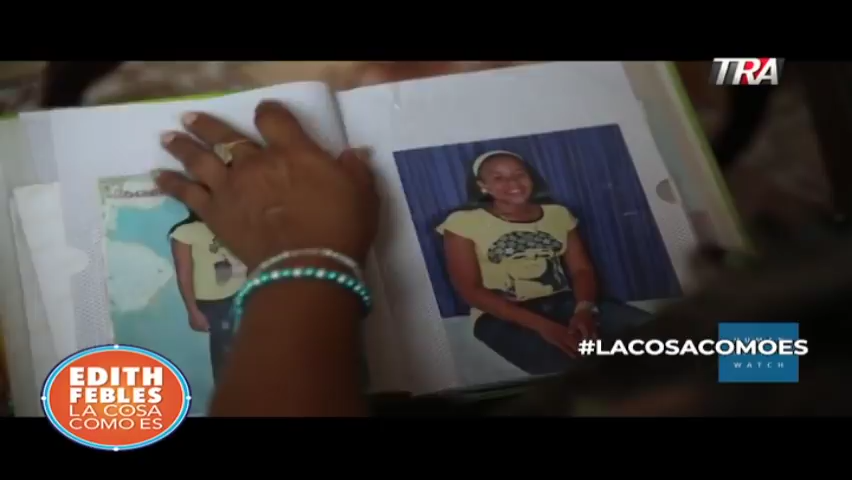 TRA
#LACOSACOMOES
WATCH
EDITH
FEBLES
LA COSA
COMO ES